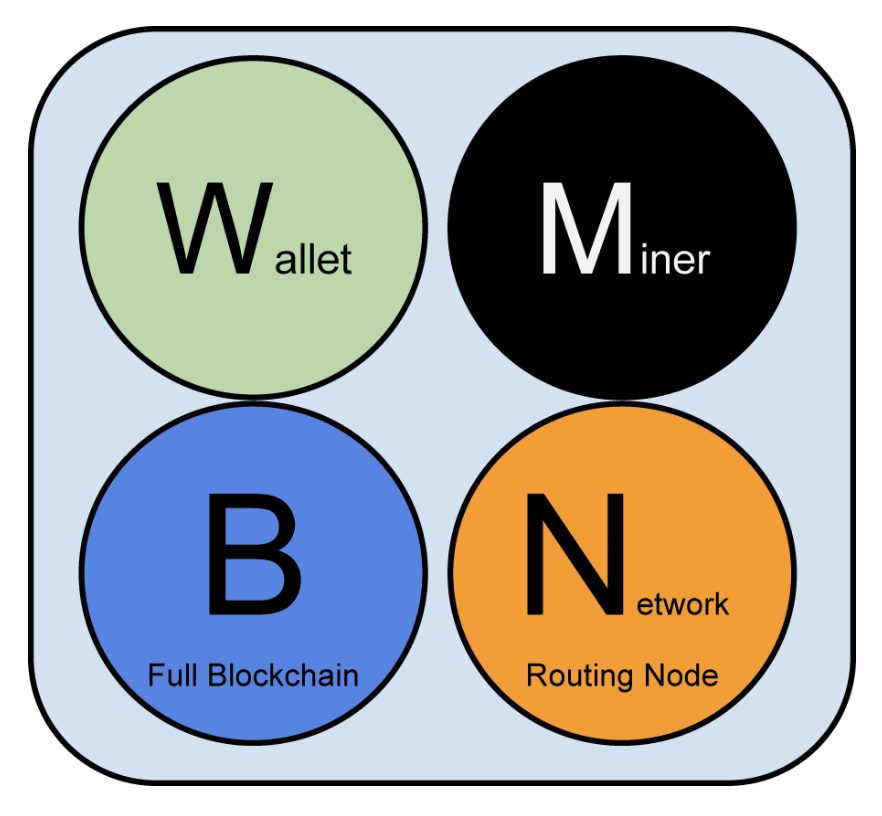 Wallet
Miner
B
Full Blockchain
Network
Routing Node